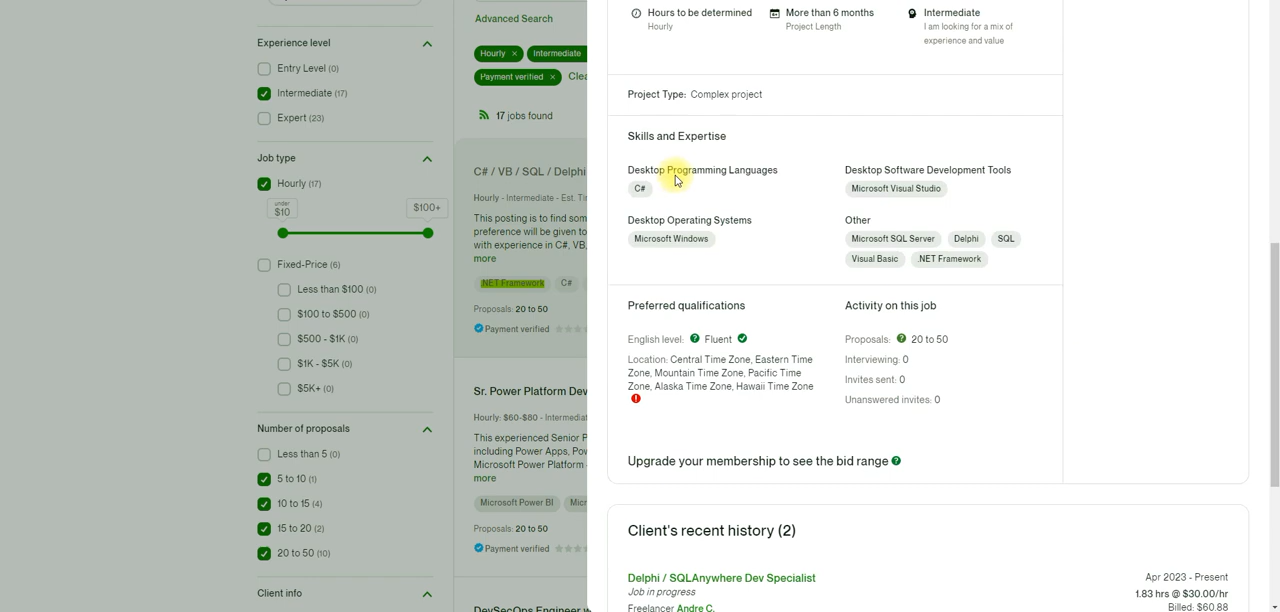 Advanced Search
Experience level
Entry Level (0)
Intermediate (17)
Expert (23)
Job type
Hourly (17)
under
$10
$100+
Fixed-Price (6)
Less than $100 (0)
$100 to $500 (0)
$500 - $1K (0)
$1K - $5K (0)
$5K+ (0)
Number of proposals
Less than 5 (0)
5 to 10 (1)
10 to 15 (4)
15 to 20 (2)
20 to 50 (10)
Client info
Hourly × Intermediate
Payment verified ×
17 jobs found
C# / VB / SQL / Delphi
Hourly - Intermediate - Est. Ti
This posting is to find som
preference will be given to
with experience in C#, VB,
more
.NET Framework C#
Proposals: 20 to 50
Payment verified
Sr. Power Platform Dev
Hourly: $60-$80 - Intermediat
This experienced Senior P
including Power Apps, Pow
Microsoft Power Platform
more
Microsoft Power BI
Proposals: 20 to 50
Payment verified
DevSecOps Engineer
Hours to be determined
Hourly
More than 6 months
Project Length
Intermediate
I am looking for a mix of
experience and value
Project Type: Complex project
Skills and Expertise
Desktop Programming Languages
C#
Desktop Software Development Tools
Microsoft Visual Studio
Desktop Operating Systems
Microsoft Windows
Other
Microsoft SQL Server Delphi SQL
Visual Basic .NET Framework
Preferred qualifications
English level: Fluent
Location: Central Time Zone, Eastern Time
Zone, Mountain Time Zone, Pacific Time
Zone, Alaska Time Zone, Hawaii Time Zone
Activity on this job
Proposals: 20 to 50
Interviewing: 0
Invites sent: 0
Unanswered invites: 0
Upgrade your membership to see the bid range
Client's recent history (2)
Delphi / SQLAnywhere Dev Specialist
Job in progress
Freelancer Andre C.
Apr 2023 - Present
1.83 hrs @ $30.00/hr
Billed: $60.88